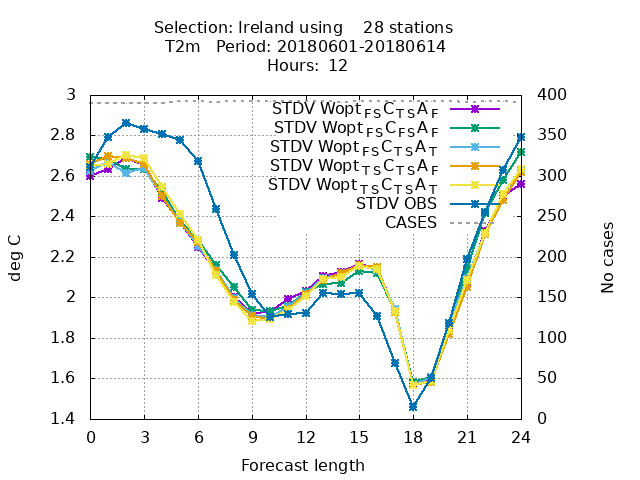 Selection: Ireland using 28 stations
T2m Period: 20180601-20180614
Hours: 12
3 400
STDV Wopt_FS C_TS A_F
2.8 350
STDV Wopt_FS C_FS A_F
STDV Wopt_FS C_TS A_T
2.6 300
STDV Wopt_TS C_TS A_F
STDV Wopt_TS C_TS A_T
STDV OBS
2.4 250
CASES
2.2 200
deg C
No cases
2 150
1.8 100
1.6 50
1.4 0
0 3 6 9 12 15 18 21 24
Forecast length